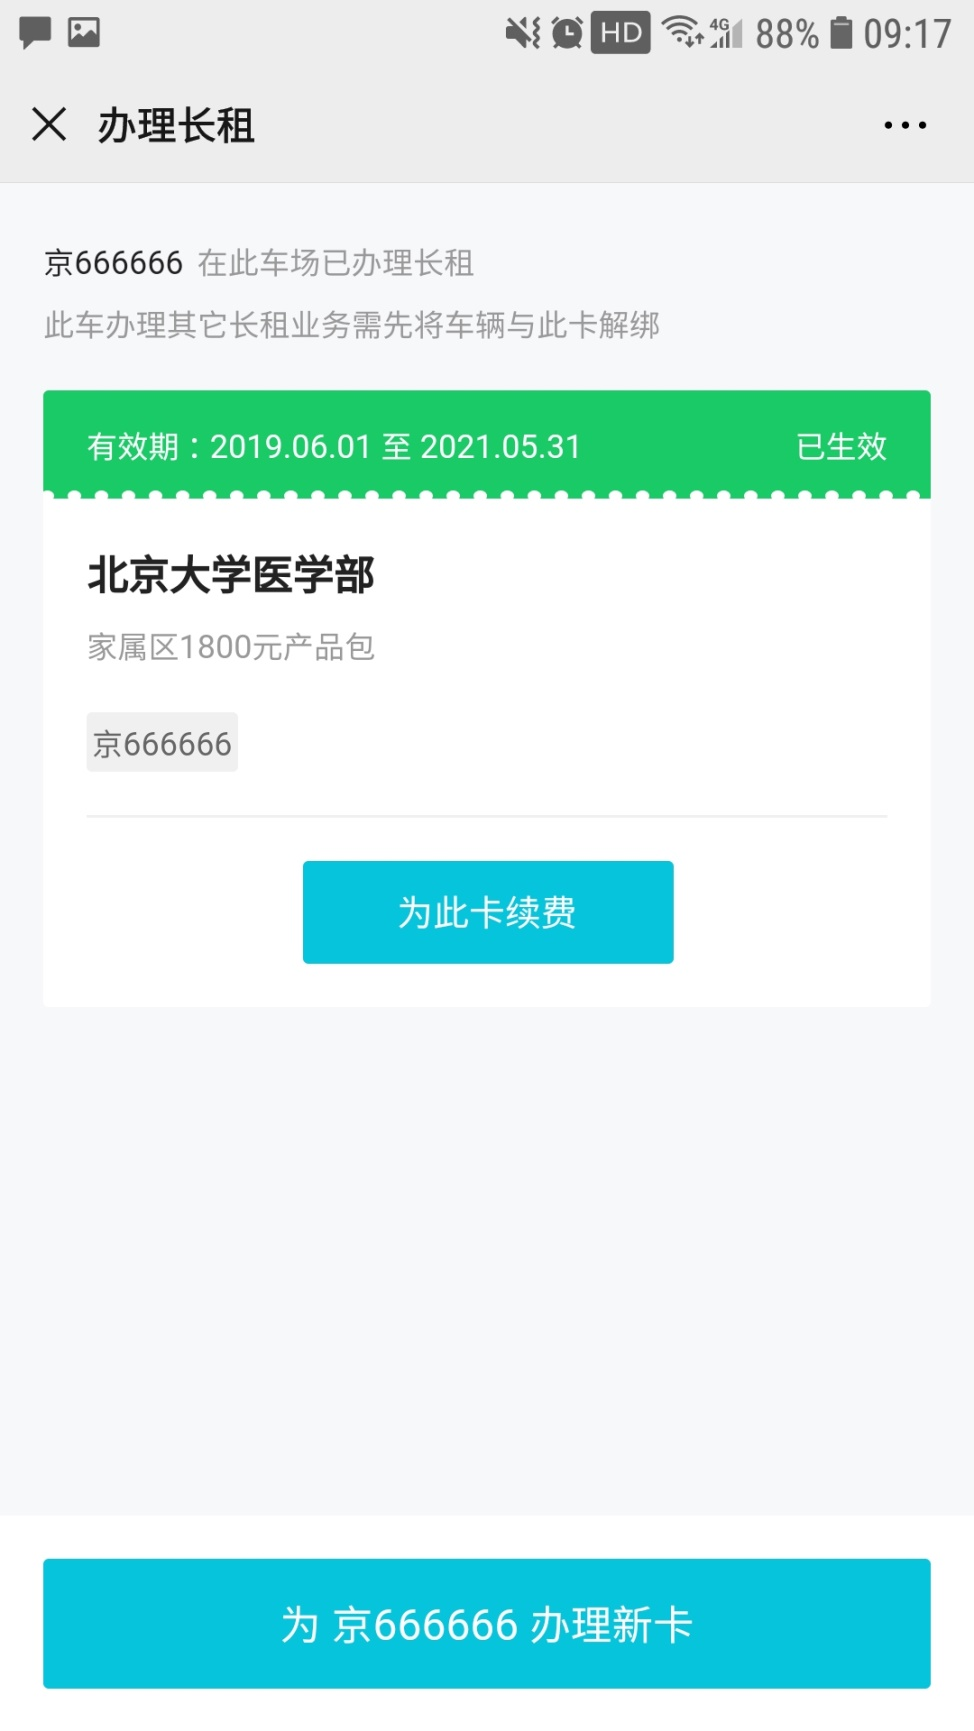 HD 4G 88% 09:17
办理长租
京666666 在此车场已办理长租
此车办理其它长租业务需先将车辆与此卡解绑
有效期：2019.06.01 至 2021.05.31 已生效
北京大学医学部
家属区1800元产品包
京666666
为此卡续费
为 京666666 办理新卡